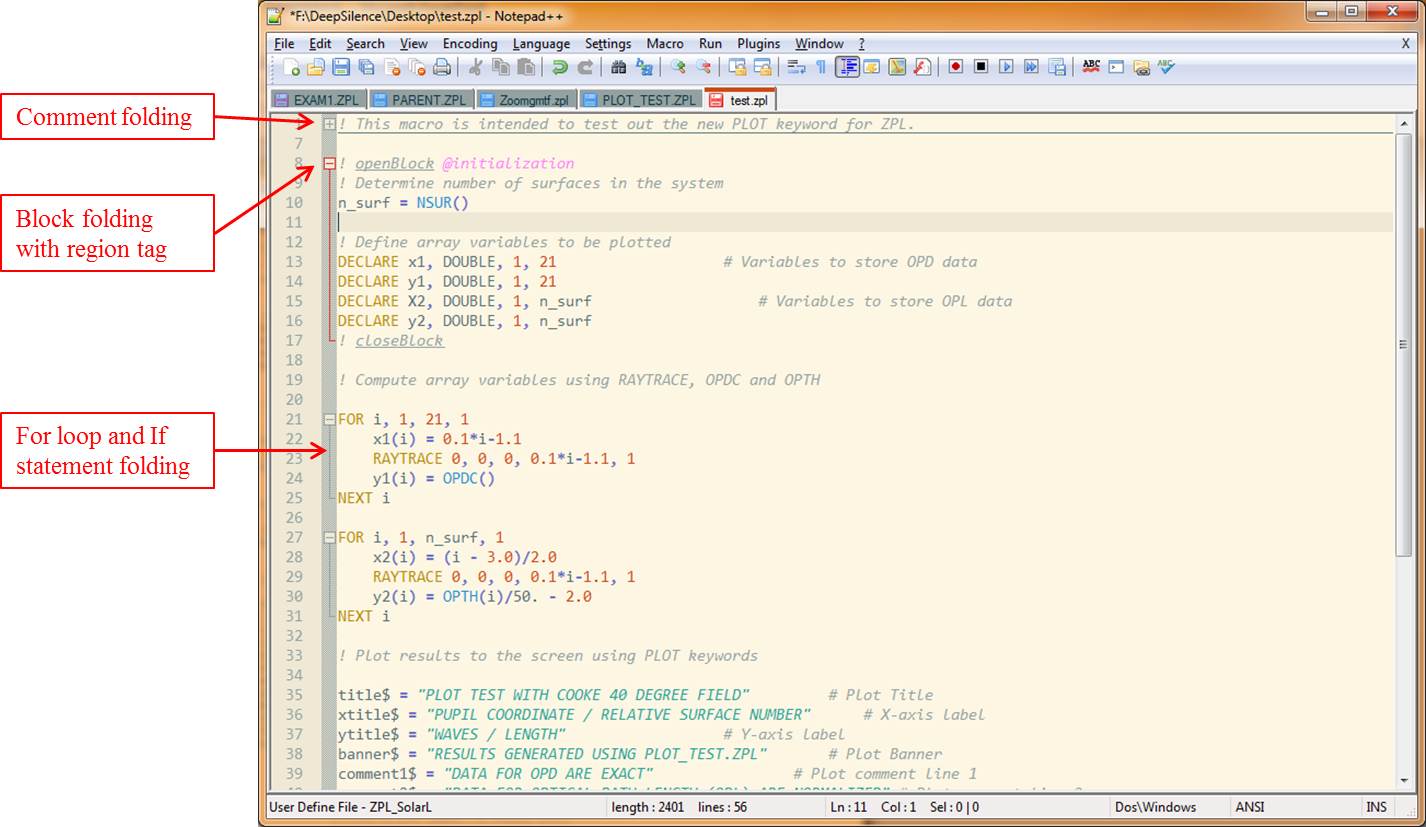 *F:\DeepSilence\Desktop\test.zpl - Notepad++
File Edit Search View Encoding Language Settings Macro Run Plugins Window ? X
EXAM1.ZPL PARENT.ZPL Zoomgmtf.zpl PLOT_TEST.ZPL test.zpl
Comment folding
! This macro is intended to test out the new PLOT keyword for ZPL.
7
8 ! openBlock @initialization
9 ! Determine number of surfaces in the system
Block folding
with region tag
10 n_surf = NSUR()
11
12 ! Define array variables to be plotted
13 DECLARE x1, DOUBLE, 1, 21 # Variables to store OPD data
14 DECLARE y1, DOUBLE, 1, 21
15 DECLARE X2, DOUBLE, 1, n_surf # Variables to store OPL data
16 DECLARE y2, DOUBLE, 1, n_surf
17 ! closeBlock
18
19 ! Compute array variables using RAYTRACE, OPDC and OPTH
20
21 FOR i, 1, 21, 1
For loop and If
statement folding
22 x1(i) = 0.1*i-1.1
23 RAYTRACE 0, 0, 0, 0.1*i-1.1, 1
24 y1(i) = OPDC()
25 NEXT i
26
27 FOR i, 1, n_surf, 1
28 x2(i) = (i - 3.0)/2.0
29 RAYTRACE 0, 0, 0, 0.1*i-1.1, 1
30 y2(i) = OPTH(i)/50. - 2.0
31 NEXT i
32
33 ! Plot results to the screen using PLOT keywords
34
35 title$ = "PLOT TEST WITH COOKE 40 DEGREE FIELD" # Plot Title
36 xtitle$ = "PUPIL COORDINATE / RELATIVE SURFACE NUMBER" # X-axis label
37 ytitle$ = "WAVES / LENGTH" # Y-axis label
38 banner$ = "RESULTS GENERATED USING PLOT_TEST.ZPL" # Plot Banner
39 comment1$ = "DATA FOR OPD ARE EXACT" # Plot comment line 1
User Define File - ZPL_SolarL length : 2401 lines : 56 Ln : 11 Col : 1 Sel : 0 | 0 Dos\Windows ANSI INS